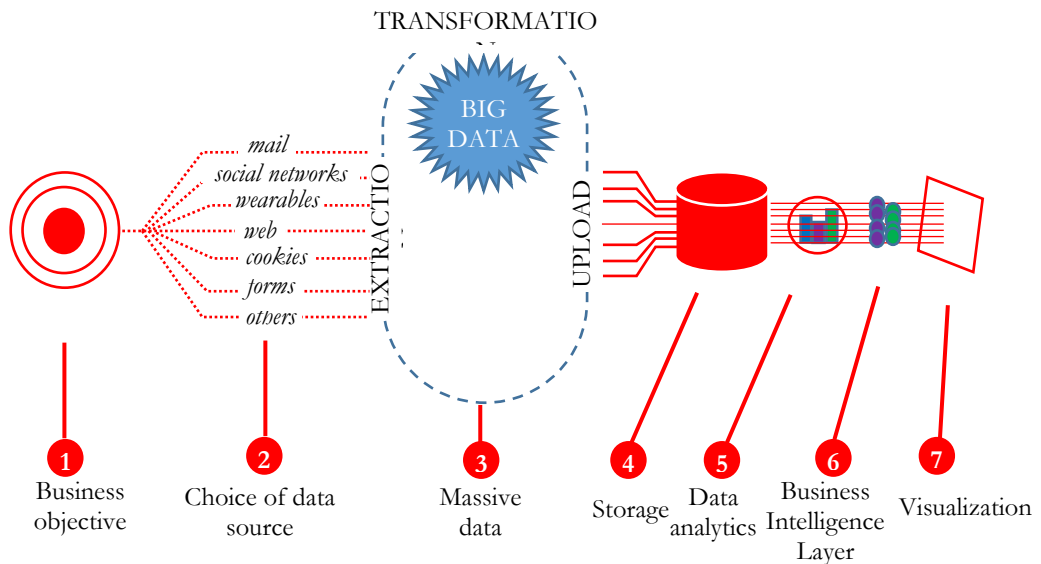 TRANSFORMATIO
N
BIG
DATA
mail
social networks
wearables
web
cookies
forms
others
EXTRACTIO
UPLOAD
1
Business
objective
2
Choice of data
source
3
Massive
data
4
Storage
5
Data
analytics
6
Business
Intelligence
Layer
7
Visualization